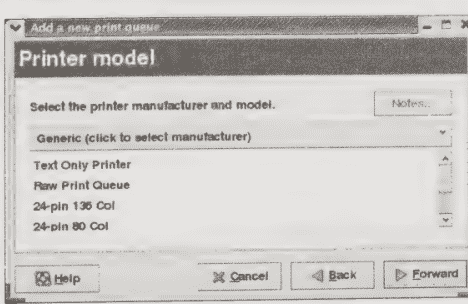 Add a new print queue
Printer model
Select the printer manufacturer and model.
Notes...
Generic (click to select manufacturer)
Text Only Printer
Raw Print Queue
24-pin 136 Col
24-pin 80 Col
Help
Cancel
Back
Forward